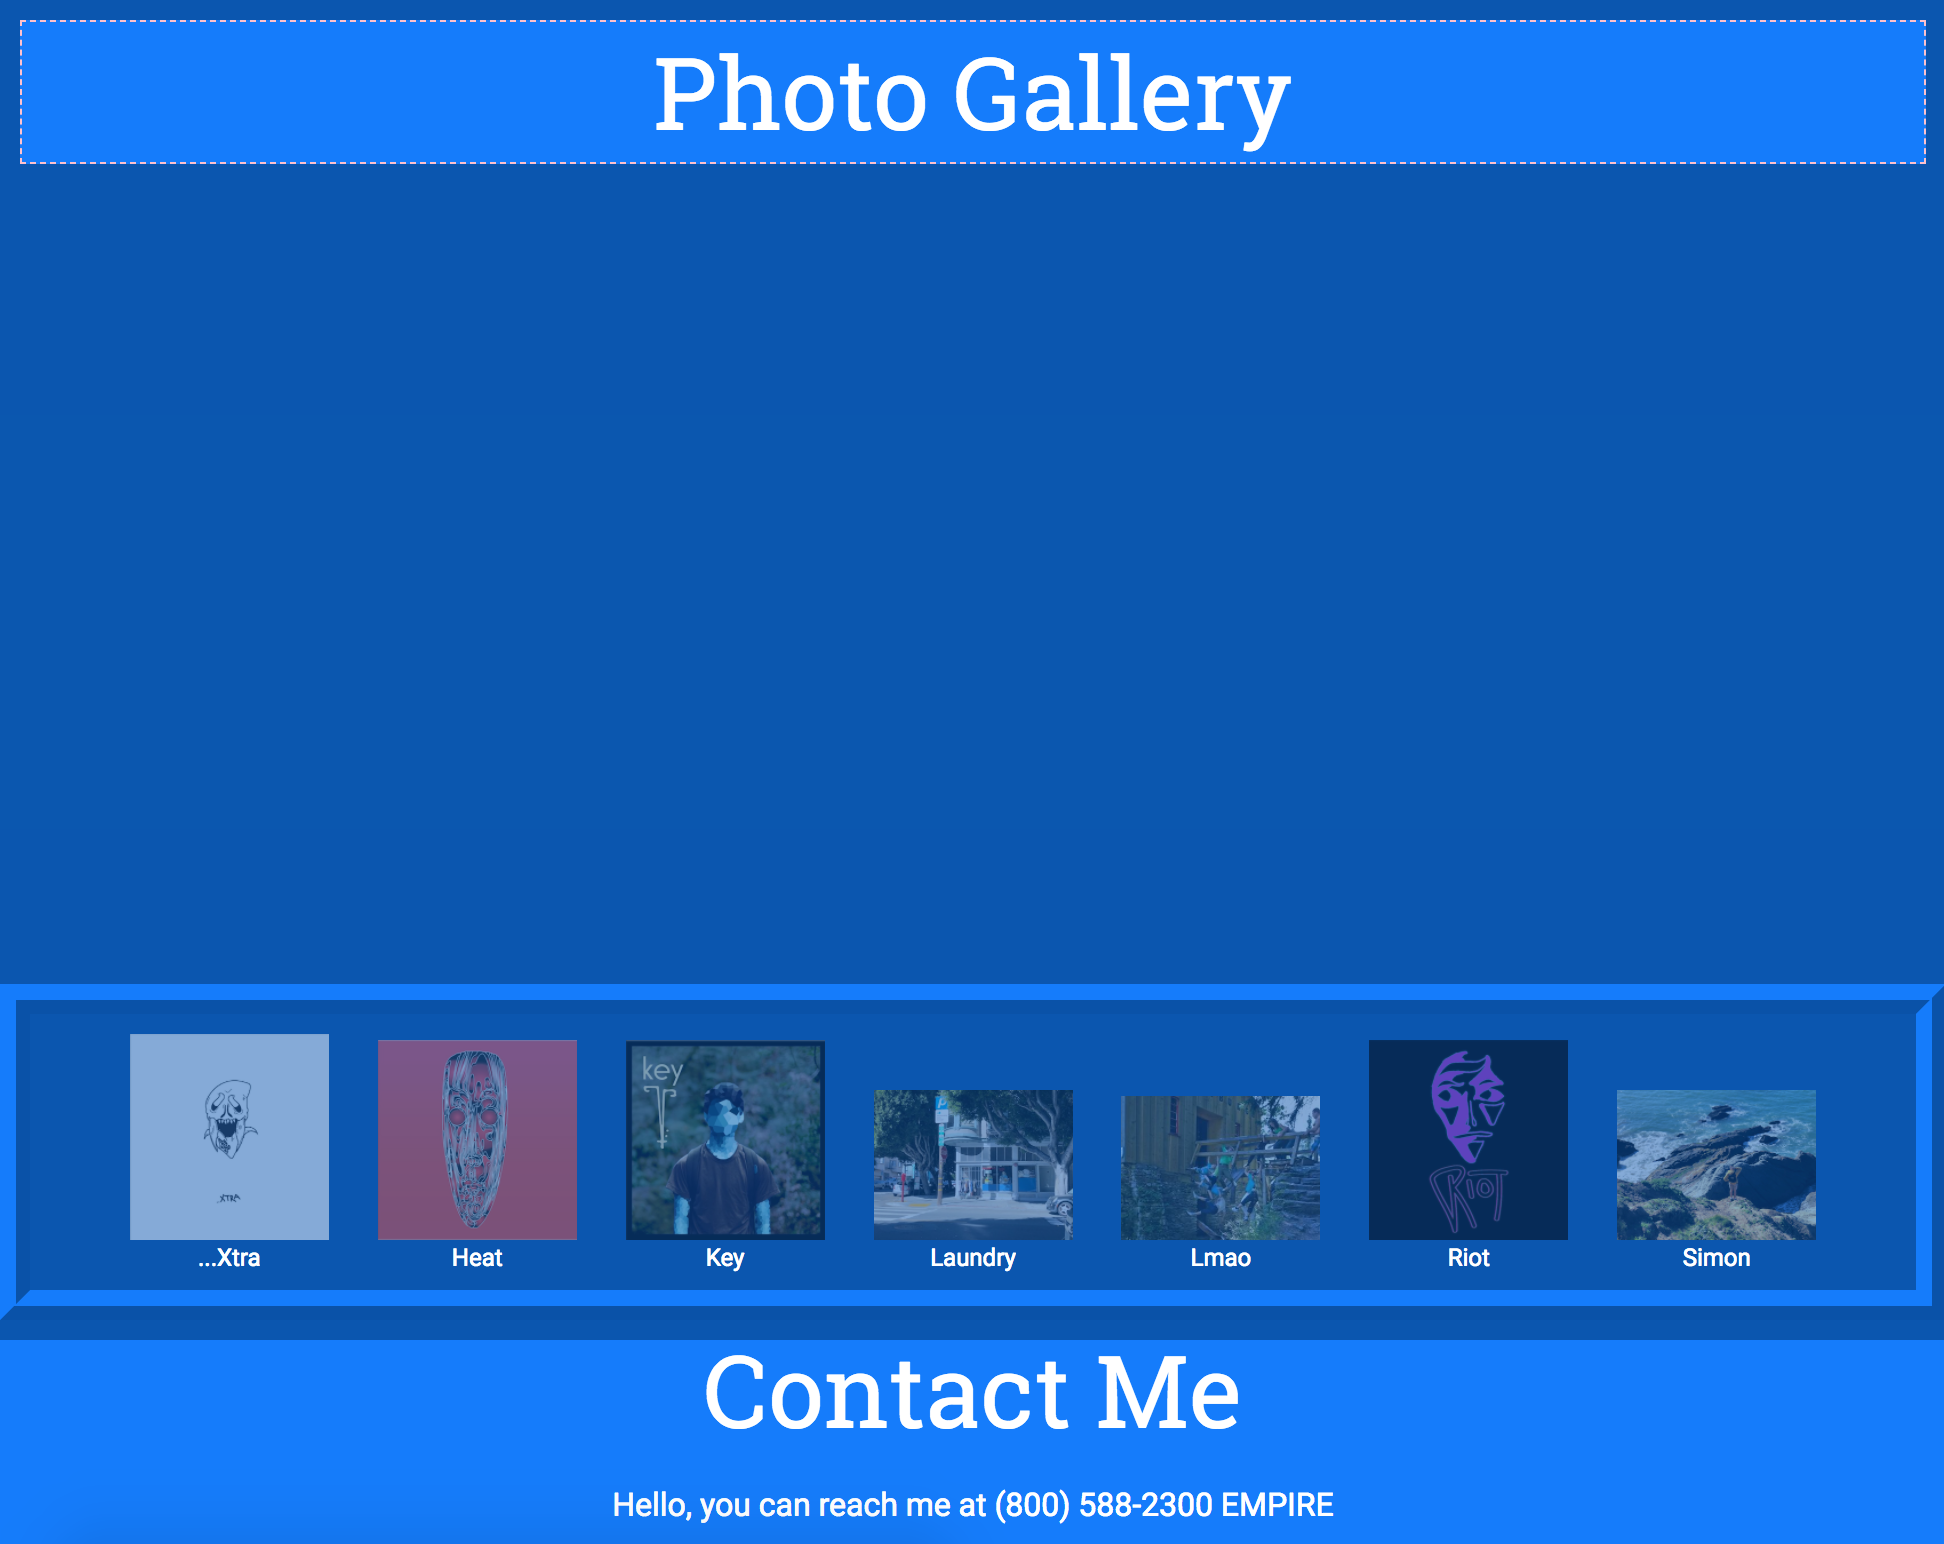 Photo Gallery
key
XTRA
RIOT
...Xtra
Heat
Key
Laundry
Lmao
Riot
Simon
Contact Me
Hello, you can reach me at (800) 588-2300 EMPIRE